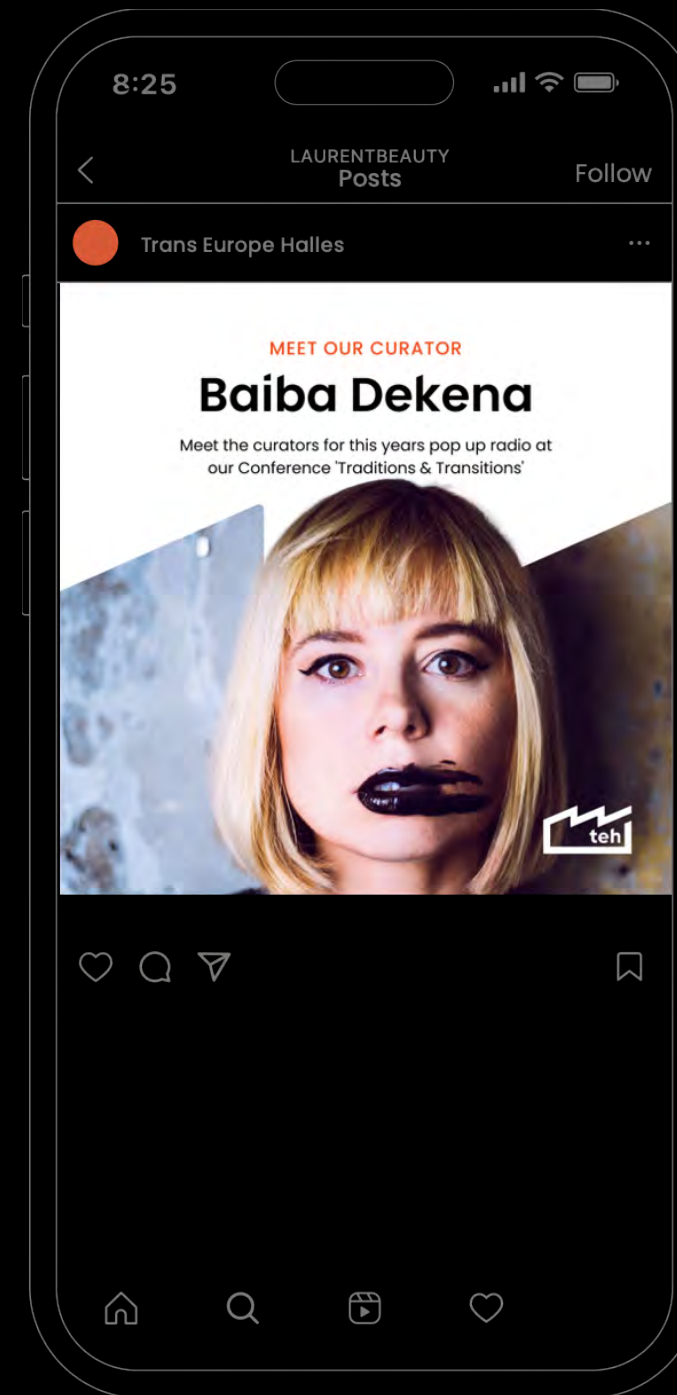 8:25
LAURENTBEAUTY
Posts
Follow
Trans Europe Halles
MEET OUR CURATOR
Baiba Dekena
Meet the curators for this years pop up radio at
our Conference 'Traditions & Transitions'
teh